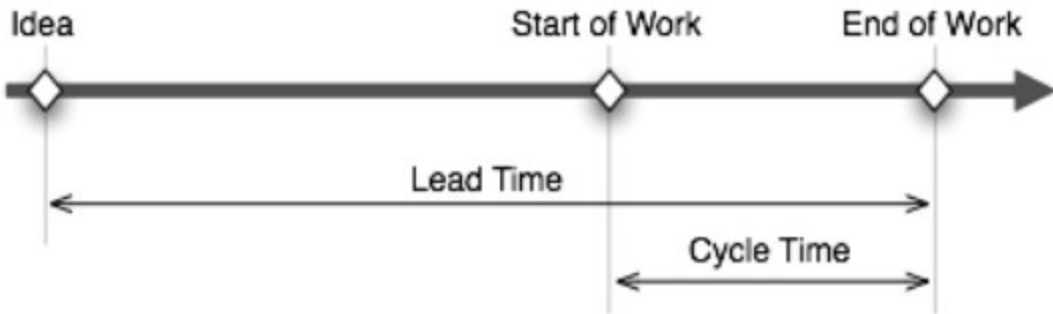 Idea
Start of Work
End of Work
Lead Time
Cycle Time